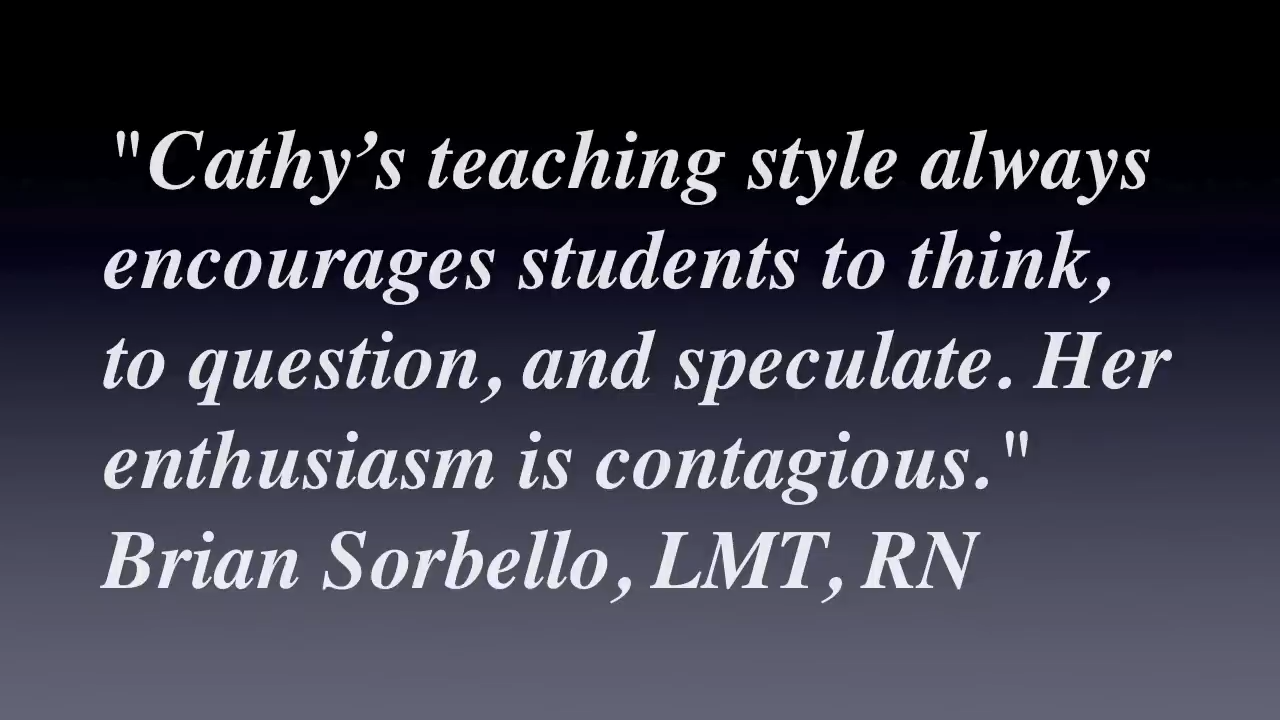 "Cathy’s teaching style always
encourages students to think,
to question, and speculate. Her
enthusiasm is contagious."
Brian Sorbello, LMT, RN